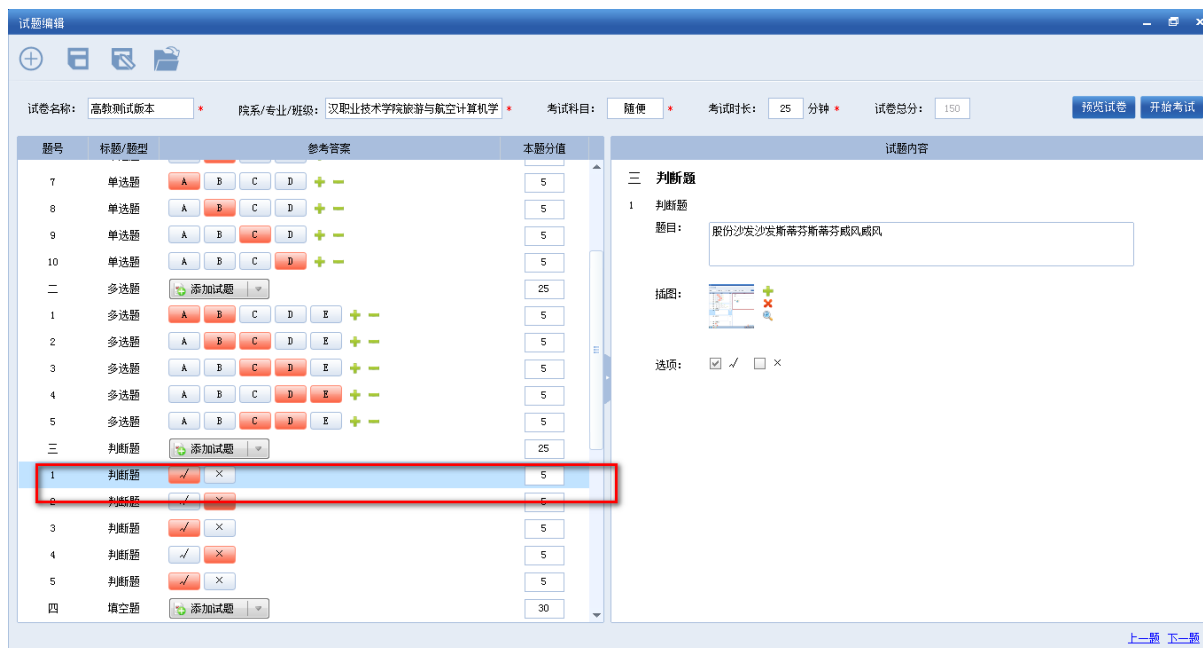 试题编辑
试卷名称： 高教测试版本 * 院系/专业/班级： 汉职业技术学院旅游与航空计算机学 * 考试科目： 随便 * 考试时长： 25 分钟 * 试卷总分： 150 预览试卷 开始考试
题号 标题/题型 参考答案 本题分值 试题内容
7 单选题 A B C D 5
8 单选题 A B C D 5
9 单选题 A B C D 5
10 单选题 A B C D 5
二 多选题 添加试题 25
1 多选题 A B C D E 5
2 多选题 A B C D E 5
3 多选题 A B C D E 5
4 多选题 A B C D E 5
5 多选题 A B C D E 5
三 判断题 添加试题 25
1 判断题 √ × 5
2 判断题 √ × 5
3 判断题 √ × 5
4 判断题 √ × 5
5 判断题 √ × 5
四 填空题 添加试题 30
三 判断题
1 判断题
题目： 股份沙发沙发斯蒂芬斯蒂芬威风威风
插图：
选项： √ ×
上一题 下一题